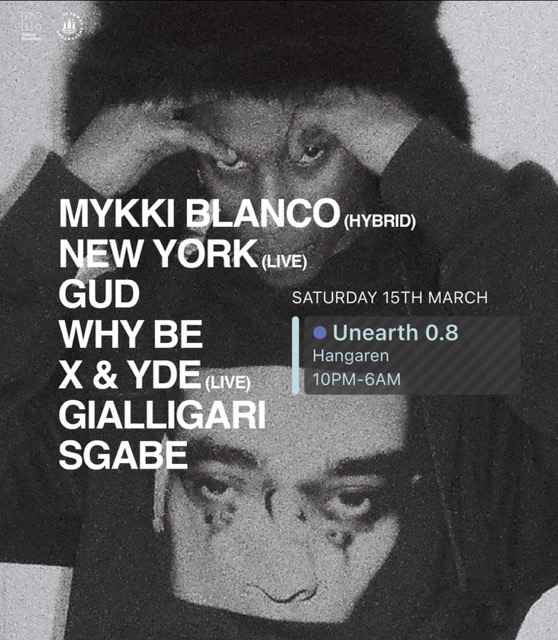 MYKKI BLANCO (HYBRID)
NEW YORK (LIVE)
GUD
WHY BE
X & YDE (LIVE)
GIALLIGARI
SGABE
SATURDAY 15TH MARCH
Unearth 0.8
Hangaren
10PM-6AM